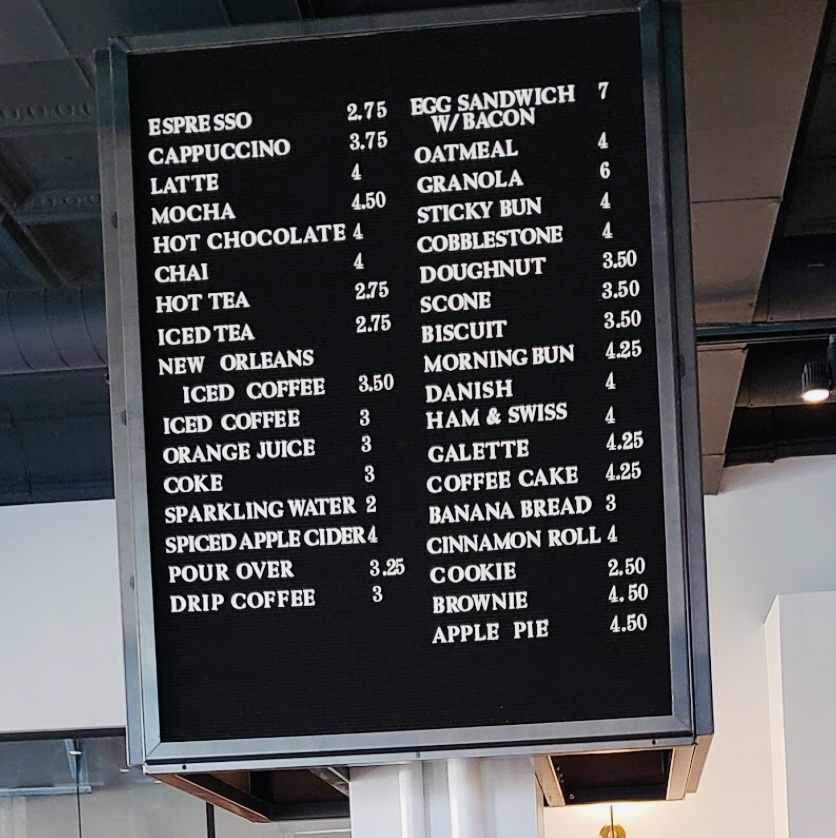 ESPRESSO 2.75
CAPPUCCINO 3.75
LATTE 4
MOCHA 4.50
HOT CHOCOLATE 4
CHAI 4
HOT TEA 2.75
ICED TEA 2.75
NEW ORLEANS
ICED COFFEE 3.50
ICED COFFEE 3
ORANGE JUICE 3
COKE 3
SPARKLING WATER 2
SPICED APPLE CIDER 4
POUR OVER 3.25
DRIP COFFEE 3
EGG SANDWICH 7
W/ BACON
OATMEAL 4
GRANOLA 6
STICKY BUN 4
COBBLESTONE 4
DOUGHNUT 3.50
SCONE 3.50
BISCUIT 3.50
MORNING BUN 4.25
DANISH 4
HAM & SWISS 4
GALETTE 4.25
COFFEE CAKE 4.25
BANANA BREAD 3
CINNAMON ROLL 4
COOKIE 2.50
BROWNIE 4.50
APPLE PIE 4.50